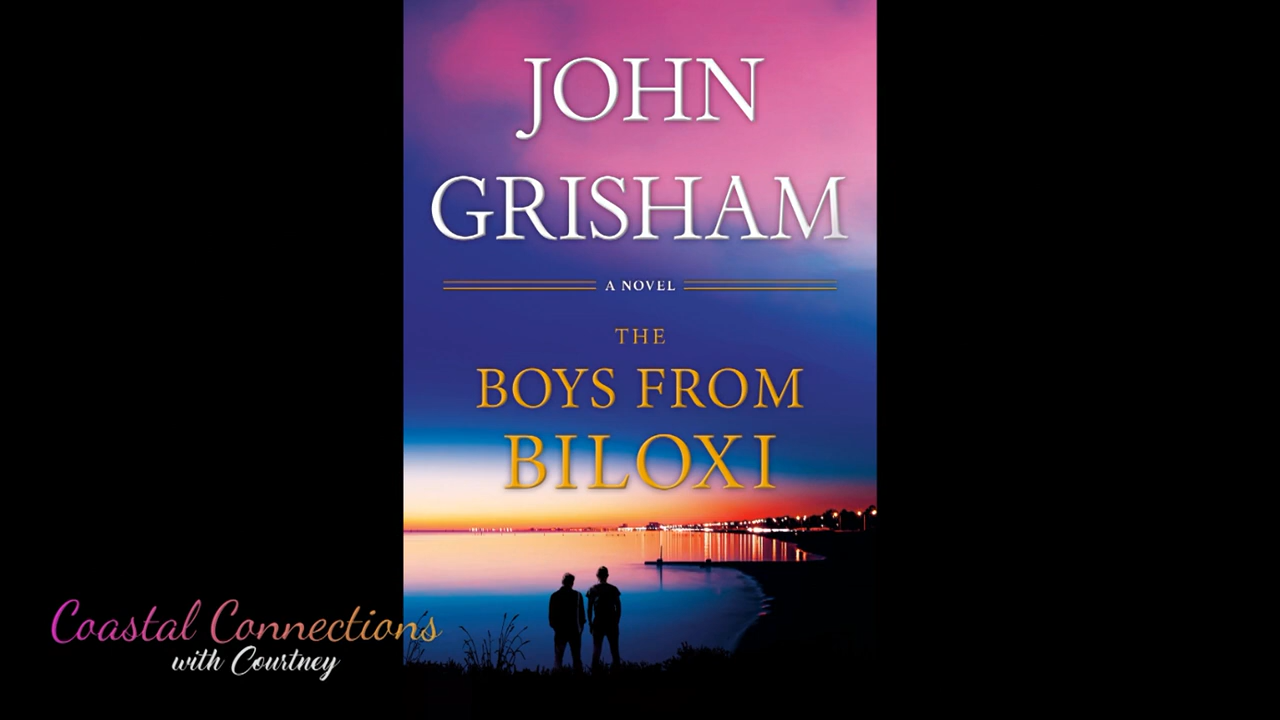 JOHN
GRISHAM
A NOVEL
THE
BOYS FROM
BILOXI
Coastal Connections
with Courtney